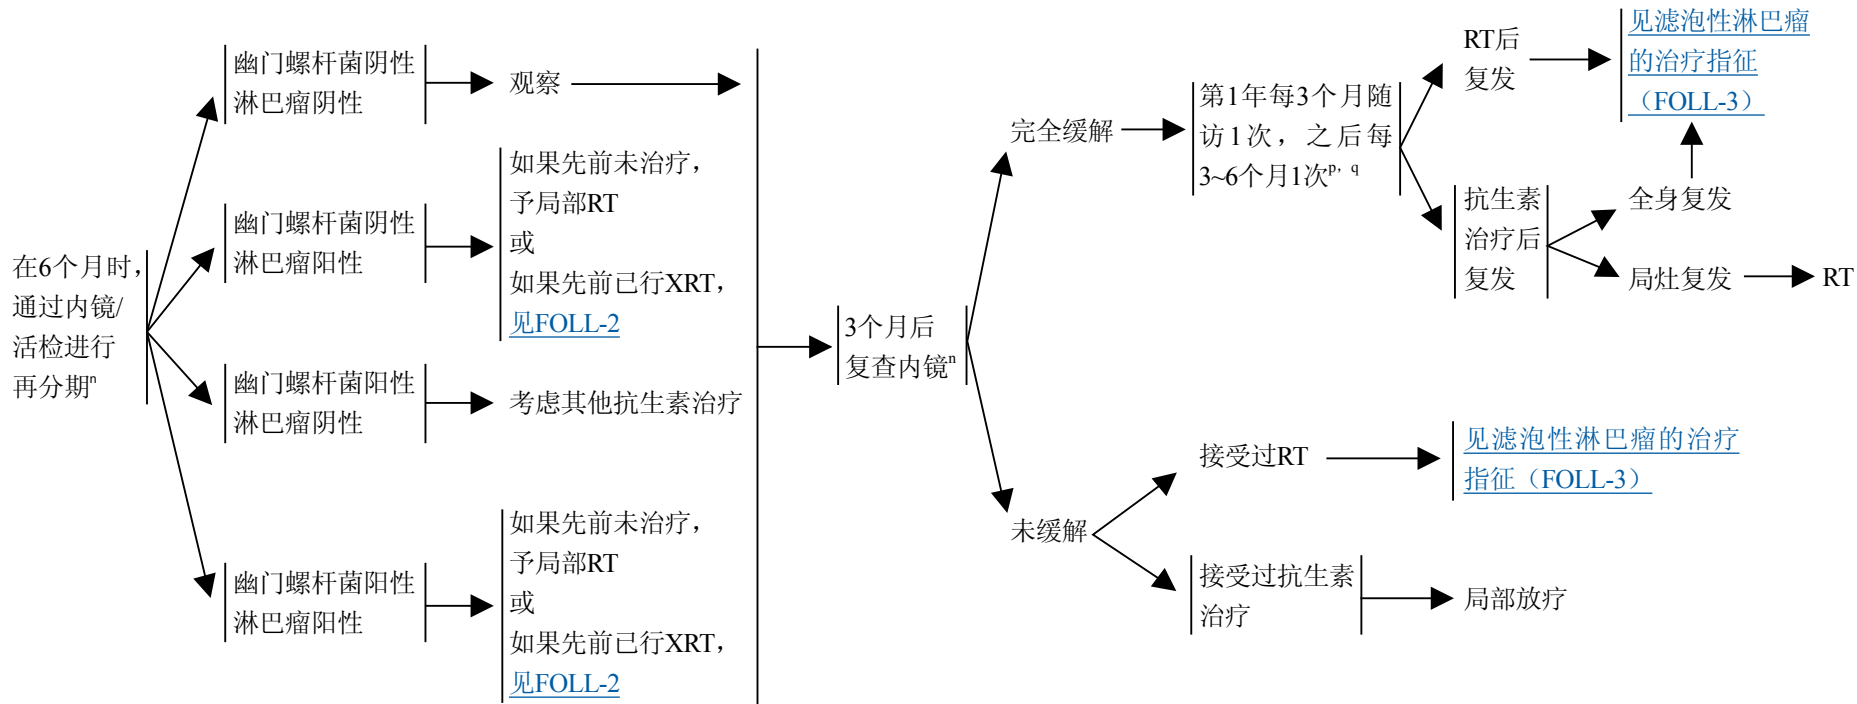 在6个月时，
通过内镜/
活检进行
再分期ⁿ
幽门螺杆菌阴性
淋巴瘤阴性
观察
幽门螺杆菌阴性
淋巴瘤阳性
如果先前未治疗，
予局部RT
或
如果先前已行XRT，
见FOLL-2
幽门螺杆菌阳性
淋巴瘤阴性
考虑其他抗生素治疗
幽门螺杆菌阳性
淋巴瘤阳性
如果先前未治疗，
予局部RT
或
如果先前已行XRT，
见FOLL-2
3个月后
复查内镜ⁿ
完全缓解
第1年每3个月随
访1次，之后每
3~6个月1次p，q
RT后
复发
见滤泡性淋巴瘤
的治疗指征
（FOLL-3）
抗生素
治疗后
复发
全身复发
局灶复发
RT
未缓解
接受过RT
见滤泡性淋巴瘤的治疗
指征（FOLL-3）
接受过抗生素
治疗
局部放疗